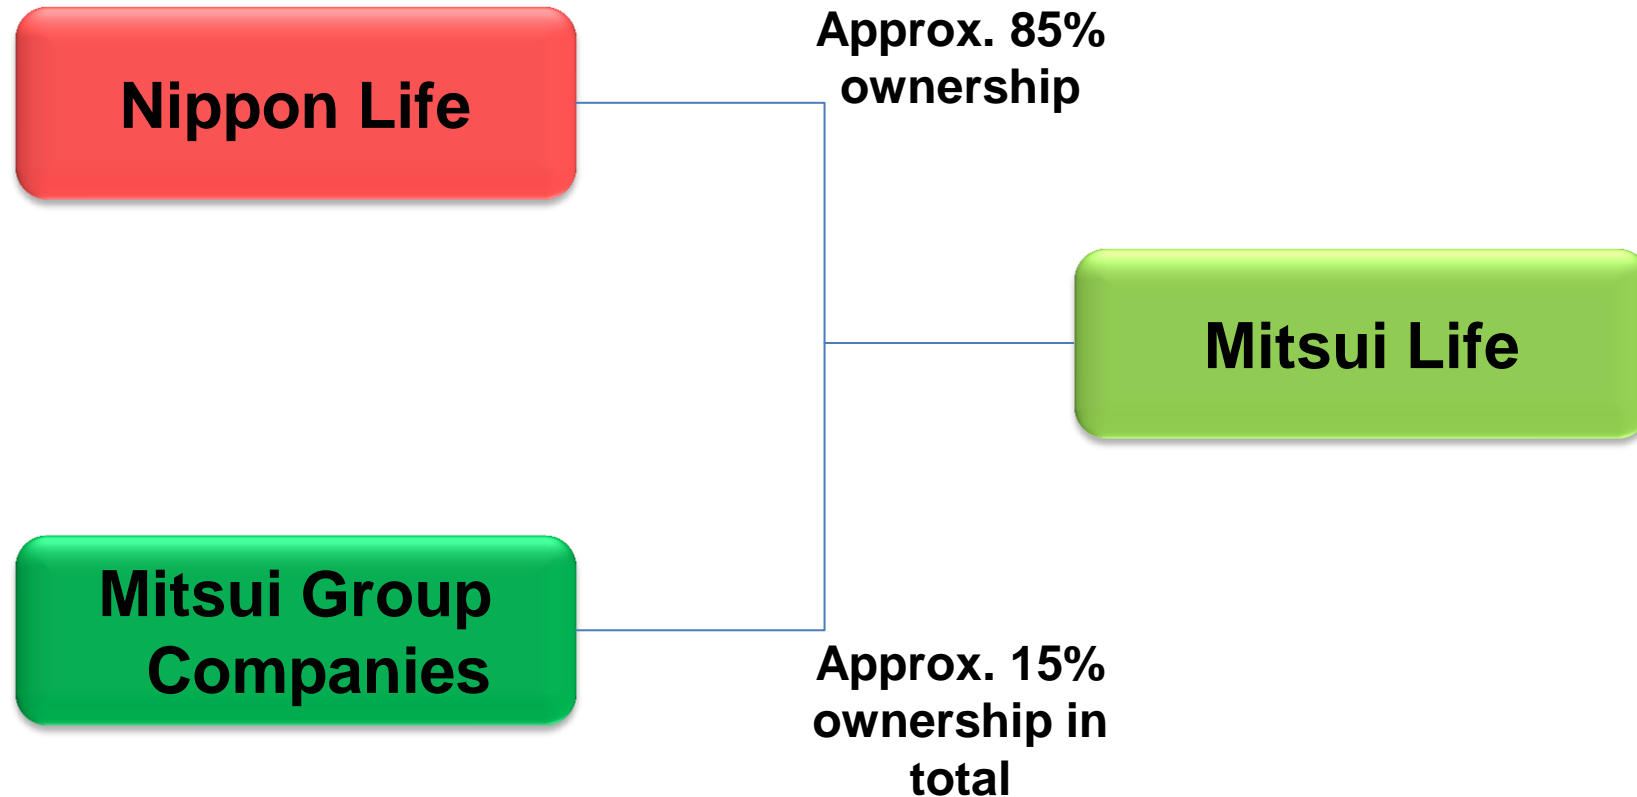 Nippon Life
Approx. 85%
ownership
Mitsui Life
Mitsui Group
Companies
Approx. 15%
ownership in
total